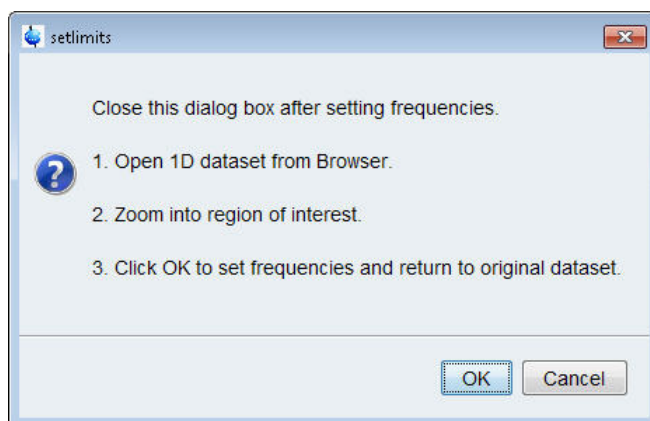 setlimits
Close this dialog box after setting frequencies.
1. Open 1D dataset from Browser.
2. Zoom into region of interest.
3. Click OK to set frequencies and return to original dataset.
OK
Cancel